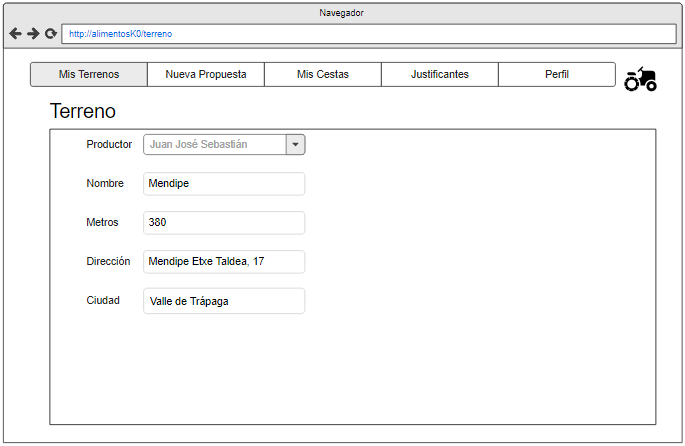 Navegador
http://alimentosK0/terreno
Mis Terrenos Nueva Propuesta Mis Cestas Justificantes Perfil
Terreno
Productor Juan José Sebastián
Nombre Mendipe
Metros 380
Dirección Mendipe Etxe Taldea, 17
Ciudad Valle de Trápaga